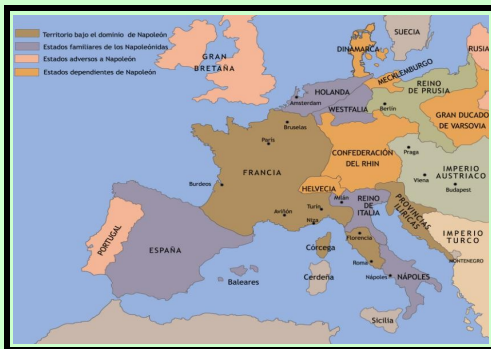 Territorio bajo el dominio de Napoleón
Estados familiares de los Napoleónidas
Estados adversos a Napoleón
Estados dependientes de Napoleón
SUECIA
DINAMARCA
RUSIA
GRAN
BRETAÑA
MECKLEMBURGO
HOLANDA
Amsterdam
REINO
DE PRUSIA
WESTFALIA
Berlín
GRAN DUCADO
DE VARSOVIA
Bruselas
París
CONFEDERACIÓN
DEL RHIN
Praga
IMPERIO
AUSTRIACO
FRANCIA
Viena
Budapest
HELVECIA
Burdeos
Milán
REINO
DE
ITALIA
Turín
PROVINCIAS
ILIRICAS
Aviñón
Niza
PORTUGAL
ESPAÑA
Florencia
IMPERIO
TURCO
Córcega
Roma
MONTENEGRO
Baleares
Cerdeña
Nápoles
NÁPOLES
Sicilia